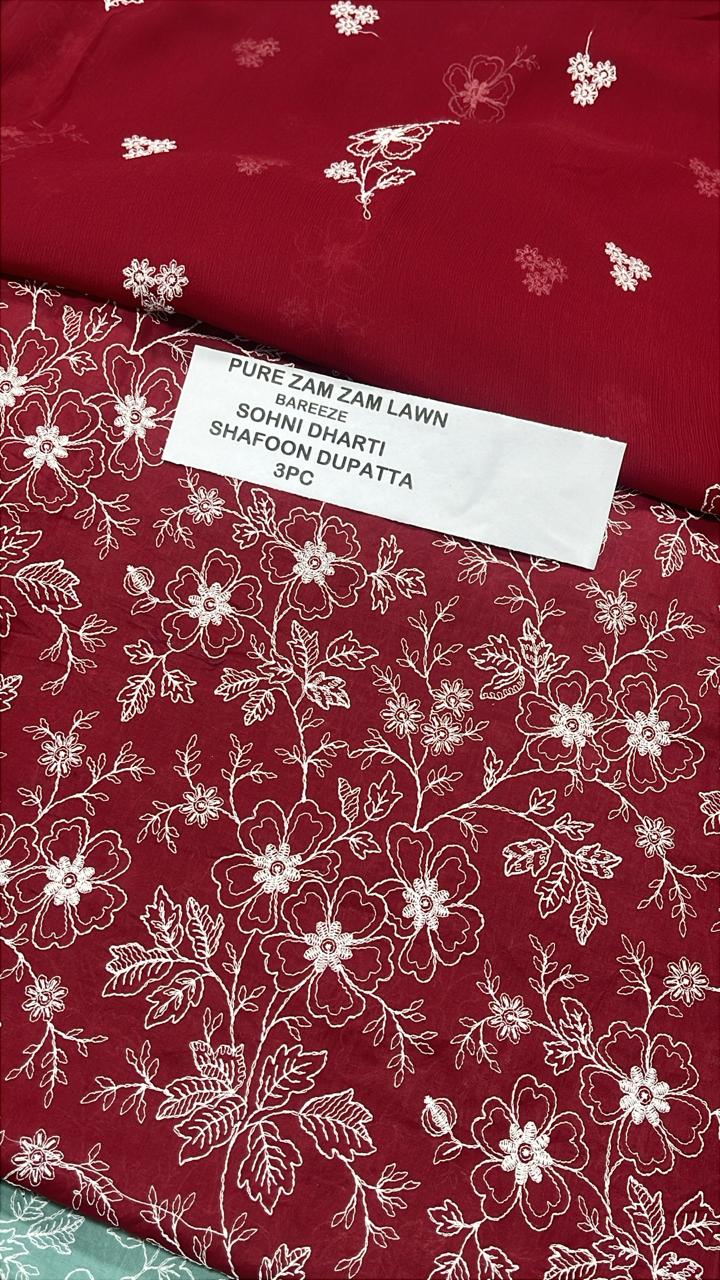 PURE ZAM ZAM LAWN
BAREEZE
SOHNI DHARTI
SHAFOON DUPATTA
3PC